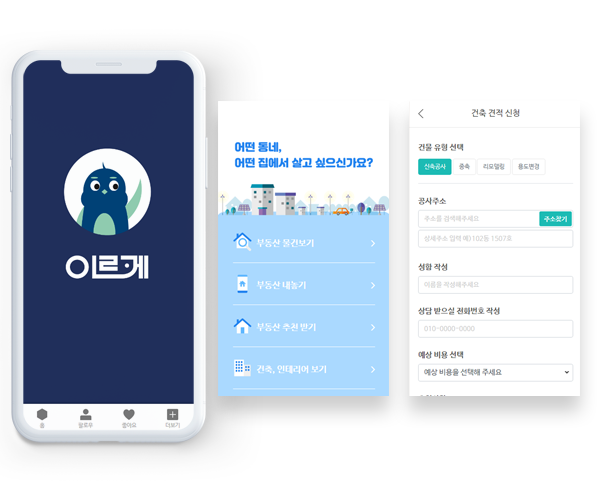 이르게
홈
팔로우
좋아요
더보기
어떤 동네,
어떤 집에서 살고 싶으신가요?
부동산 물건보기
부동산 내놓기
부동산 추천 받기
건축, 인테리어 보기
건축 견적 신청
건물 유형 선택
신축공사
증축
리모델링
용도변경
공사주소
주소를 검색해주세요
주소찾기
상세주소 입력 예)102동 1507호
성함 작성
이름을 작성해주세요
상담 받으실 전화번호 작성
010-0000-0000
예상 비용 선택
예상 비용을 선택해 주세요